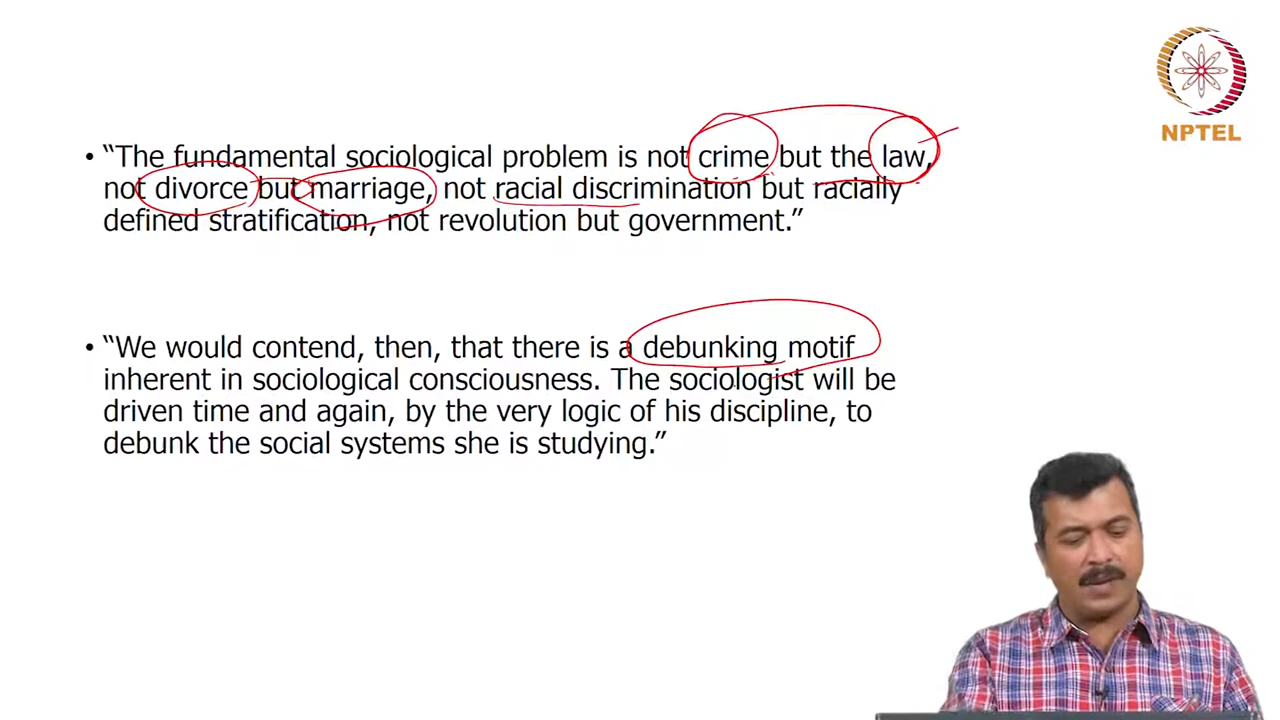 NPTEL
• “The fundamental sociological problem is not crime but the law,
not divorce but marriage, not racial discrimination but racially
defined stratification, not revolution but government.”
• “We would contend, then, that there is a debunking motif
inherent in sociological consciousness. The sociologist will be
driven time and again, by the very logic of his discipline, to
debunk the social systems she is studying.”